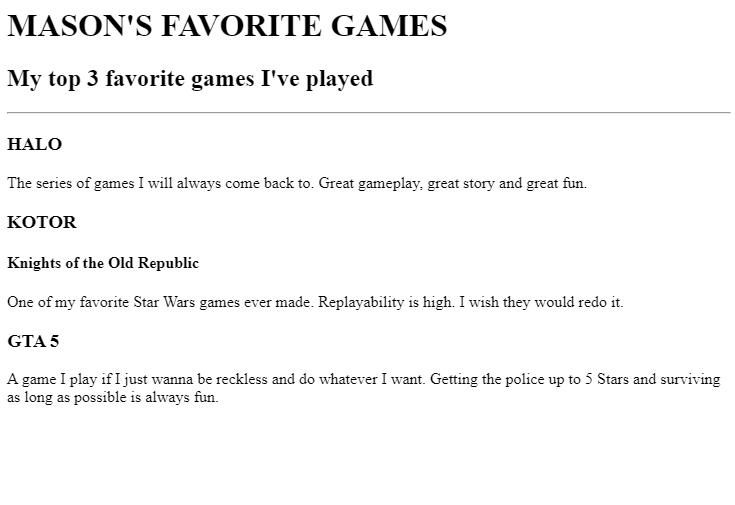 MASON'S FAVORITE GAMES
My top 3 favorite games I've played
HALO
The series of games I will always come back to. Great gameplay, great story and great fun.
KOTOR
Knights of the Old Republic
One of my favorite Star Wars games ever made. Replayability is high. I wish they would redo it.
GTA 5
A game I play if I just wanna be reckless and do whatever I want. Getting the police up to 5 Stars and surviving
as long as possible is always fun.